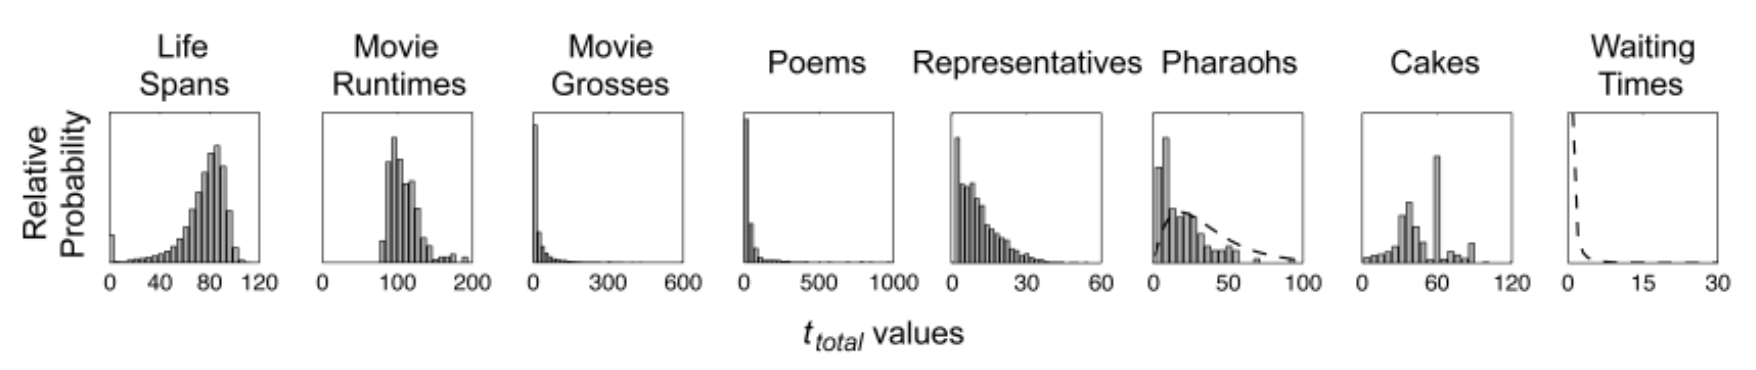 Life
Spans
Movie
Runtimes
Movie
Grosses
Poems
Representatives
Pharaohs
Cakes
Waiting
Times
Relative
Probability
0 40 80 120
0 100 200
0 300 600
0 500 1000
0 30 60
0 50 100
0 60 120
0 15 30
t_total values